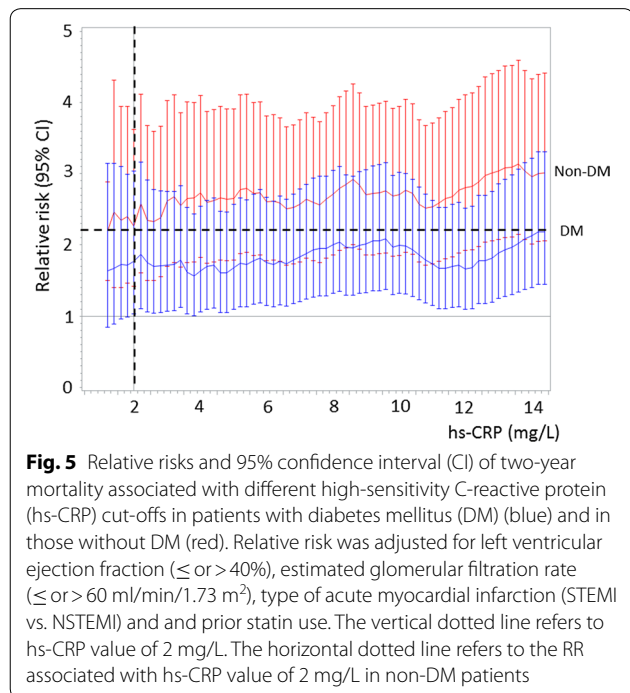 5
4
3
2
1
0
Relative risk (95% CI)
Non-DM
DM
2 4 6 8 10 12 14
hs-CRP (mg/L)
Fig. 5 Relative risks and 95% confidence interval (CI) of two-year
mortality associated with different high-sensitivity C-reactive protein
(hs-CRP) cut-offs in patients with diabetes mellitus (DM) (blue) and in
those without DM (red). Relative risk was adjusted for left ventricular
ejection fraction (≤ or > 40%), estimated glomerular filtration rate
(≤ or > 60 ml/min/1.73 m²), type of acute myocardial infarction (STEMI
vs. NSTEMI) and and prior statin use. The vertical dotted line refers to
hs-CRP value of 2 mg/L. The horizontal dotted line refers to the RR
associated with hs-CRP value of 2 mg/L in non-DM patients